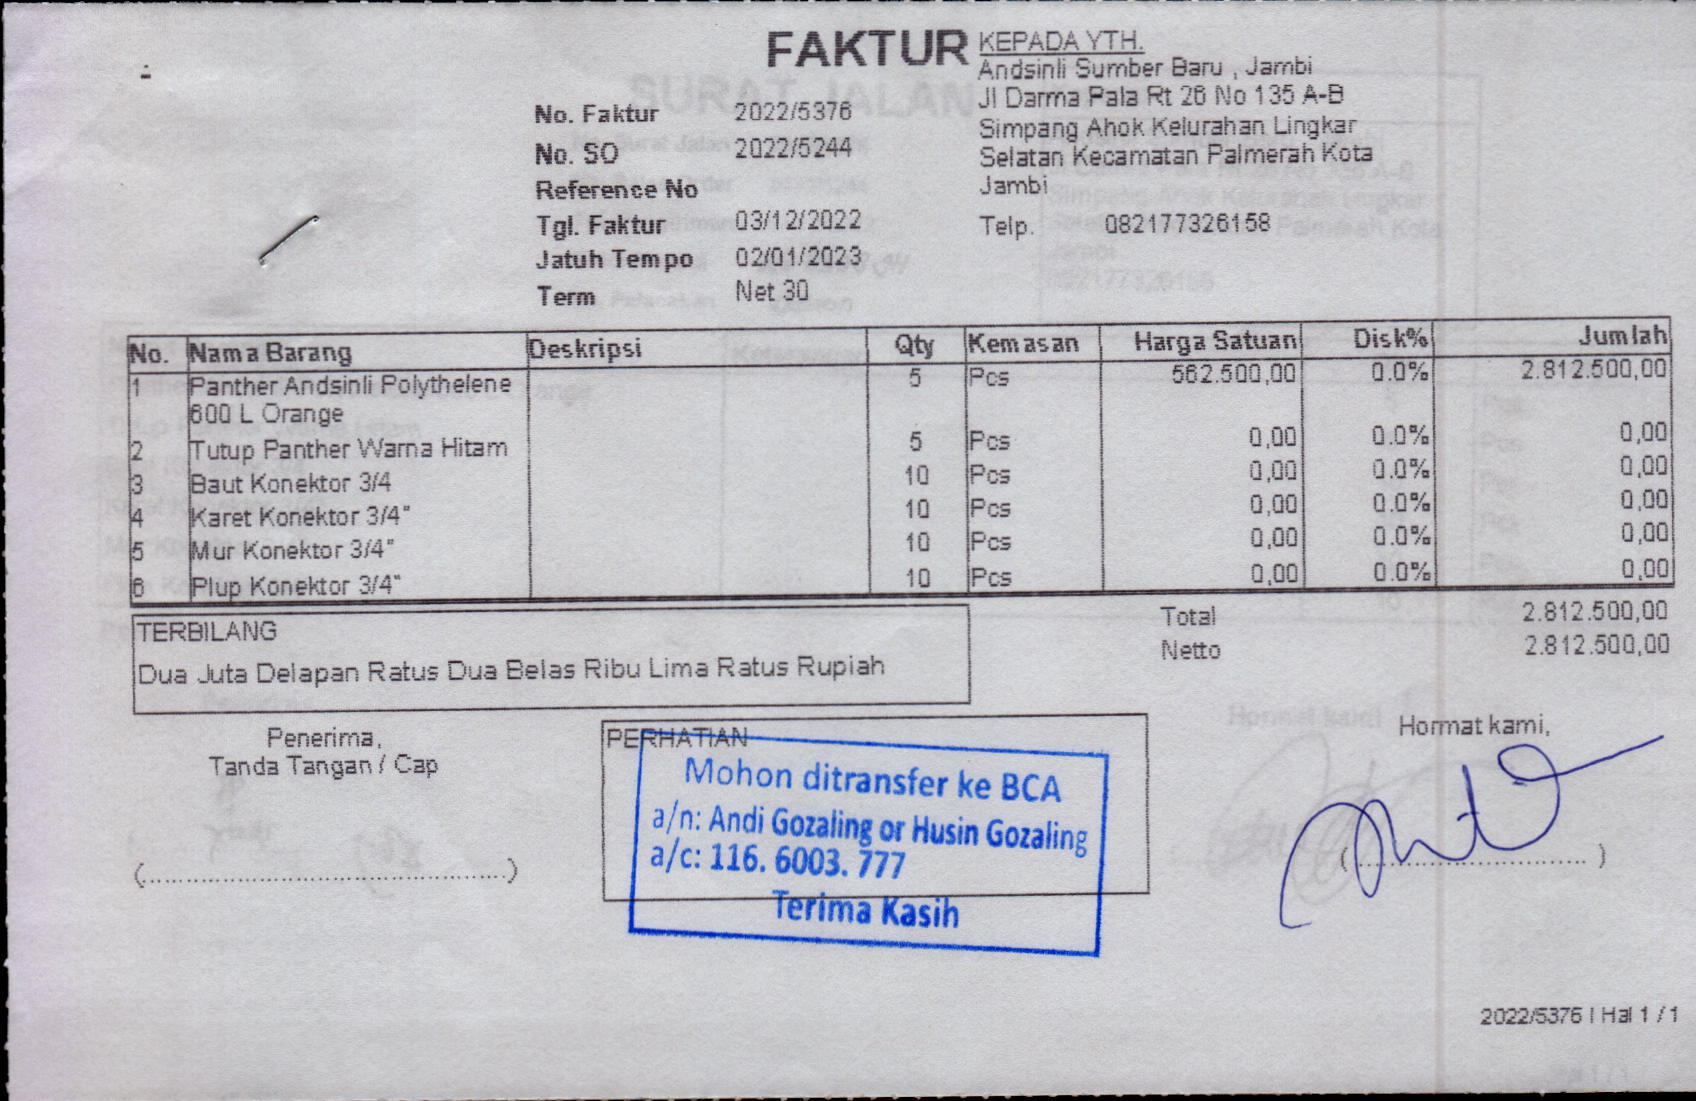 FAKTUR
No. Faktur 2022/5376
No. SO 2022/5244
Reference No
Tgl. Faktur 03/12/2022
Jatuh Tempo 02/01/2023
Term Net 30
KEPADA YTH.
Andsinli Sumber Baru , Jambi
Jl Darma Pala Rt 26 No 135 A-B
Simpang Ahok Kelurahan Lingkar
Selatan Kecamatan Palmerah Kota
Jambi
Telp. 082177326158
No. Nama Barang Deskripsi Qty Kemasan Harga Satuan Disk% Jumlah
1 Panther Andsinli Polythelene 5 Pcs 562.500,00 0.0% 2.812.500,00
600 L Orange
2 Tutup Panther Warna Hitam 5 Pcs 0,00 0.0% 0,00
3 Baut Konektor 3/4 10 Pcs 0,00 0.0% 0,00
4 Karet Konektor 3/4" 10 Pcs 0,00 0.0% 0,00
5 Mur Konektor 3/4" 10 Pcs 0,00 0.0% 0,00
6 Plup Konektor 3/4" 10 Pcs 0,00 0.0% 0,00
Total 2.812.500,00
Netto 2.812.500,00
TERBILANG
Dua Juta Delapan Ratus Dua Belas Ribu Lima Ratus Rupiah
Penerima,
Tanda Tangan / Cap
(..................................................)
PERHATIAN
Mohon ditransfer ke BCA
a/n: Andi Gozaling or Husin Gozaling
a/c: 116. 6003. 777
Terima Kasih
Hormat kami,
(..................................)
2022/5376 | Hal 1 / 1